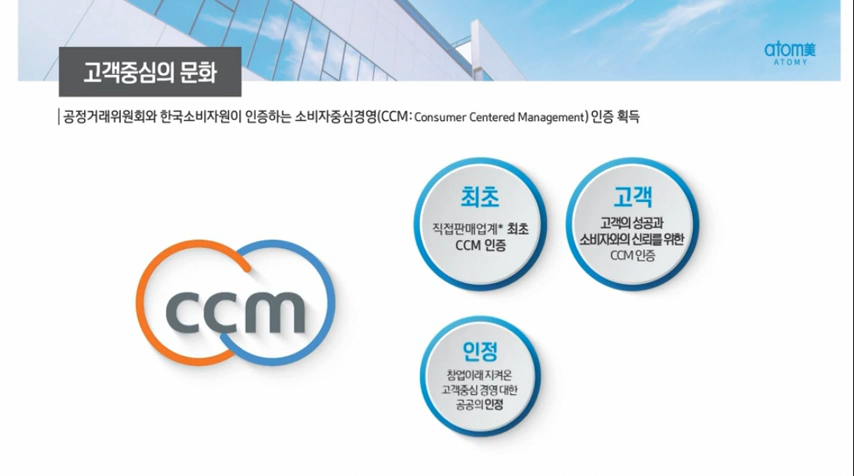 atom美
ATOMY
고객중심의 문화
공정거래위원회와 한국소비자원이 인증하는 소비자중심경영(CCM: Consumer Centered Management) 인증 획득
최초
직접판매업계* 최초
CCM 인증
고객
고객의 성공과
소비자와의 신뢰를 위한
CCM 인증
ccm
인정
창업이래 지켜온
고객중심 경영 대한
공공의 인정